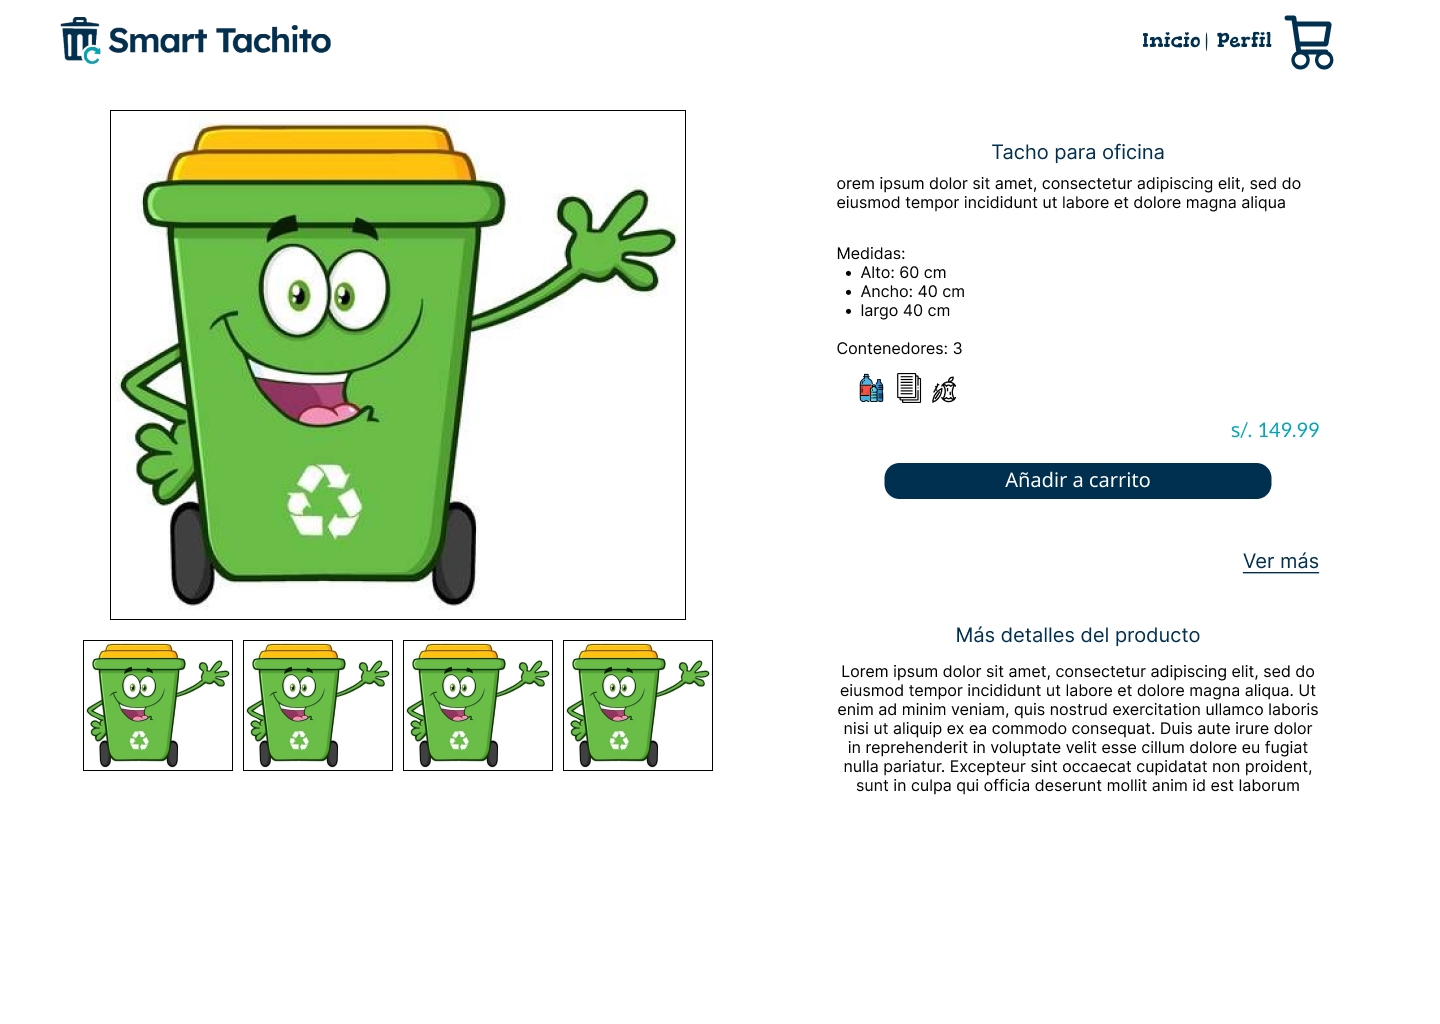 Smart Tachito
Inicio | Perfil
Tacho para oficina
orem ipsum dolor sit amet, consectetur adipiscing elit, sed do
eiusmod tempor incididunt ut labore et dolore magna aliqua
Medidas:
• Alto: 60 cm
• Ancho: 40 cm
• largo 40 cm
Contenedores: 3
s/. 149.99
Añadir a carrito
Ver más
Más detalles del producto
Lorem ipsum dolor sit amet, consectetur adipiscing elit, sed do
eiusmod tempor incididunt ut labore et dolore magna aliqua. Ut
enim ad minim veniam, quis nostrud exercitation ullamco laboris
nisi ut aliquip ex ea commodo consequat. Duis aute irure dolor
in reprehenderit in voluptate velit esse cillum dolore eu fugiat
nulla pariatur. Excepteur sint occaecat cupidatat non proident,
sunt in culpa qui officia deserunt mollit anim id est laborum